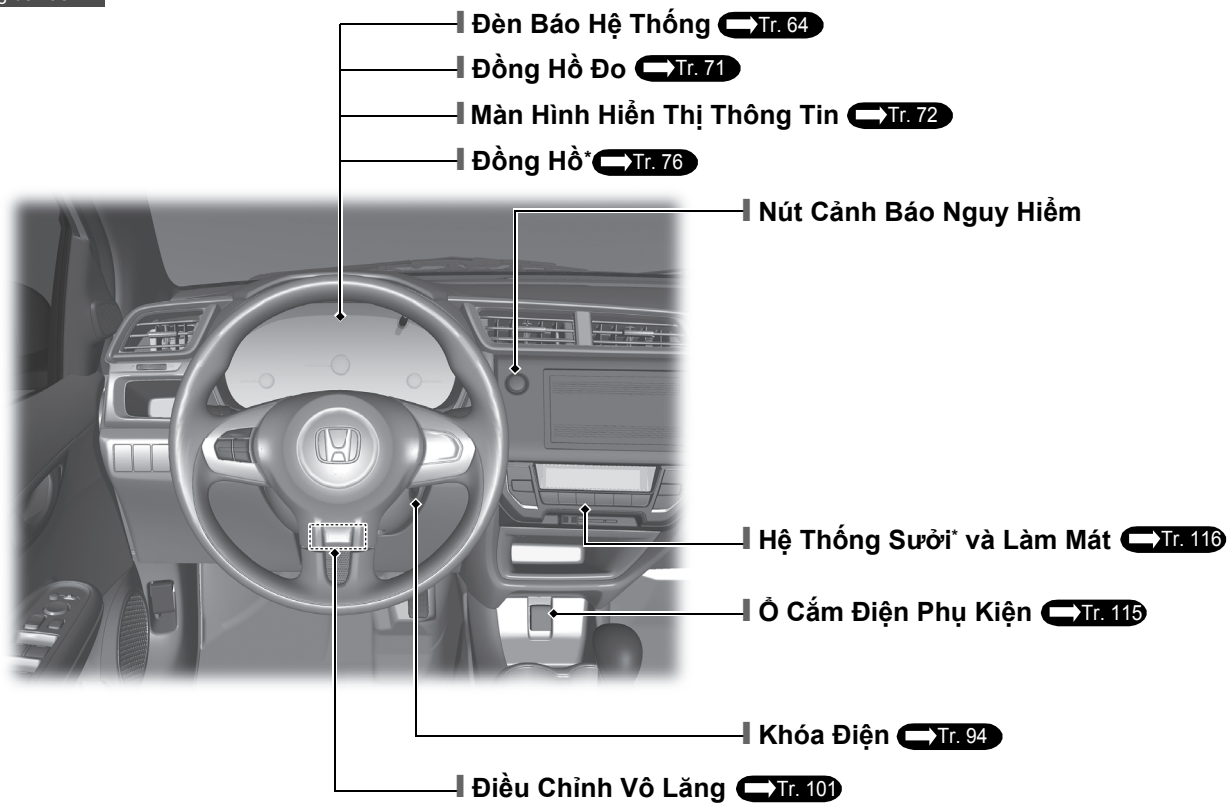 Đèn Báo Hệ Thống Tr. 64
Đồng Hồ Đo Tr. 71
Màn Hình Hiển Thị Thông Tin Tr. 72
Đồng Hồ* Tr. 76
Nút Cảnh Báo Nguy Hiểm
Hệ Thống Sưởi* và Làm Mát Tr. 116
Ổ Cắm Điện Phụ Kiện Tr. 115
Khóa Điện Tr. 94
Điều Chỉnh Vô Lăng Tr. 101